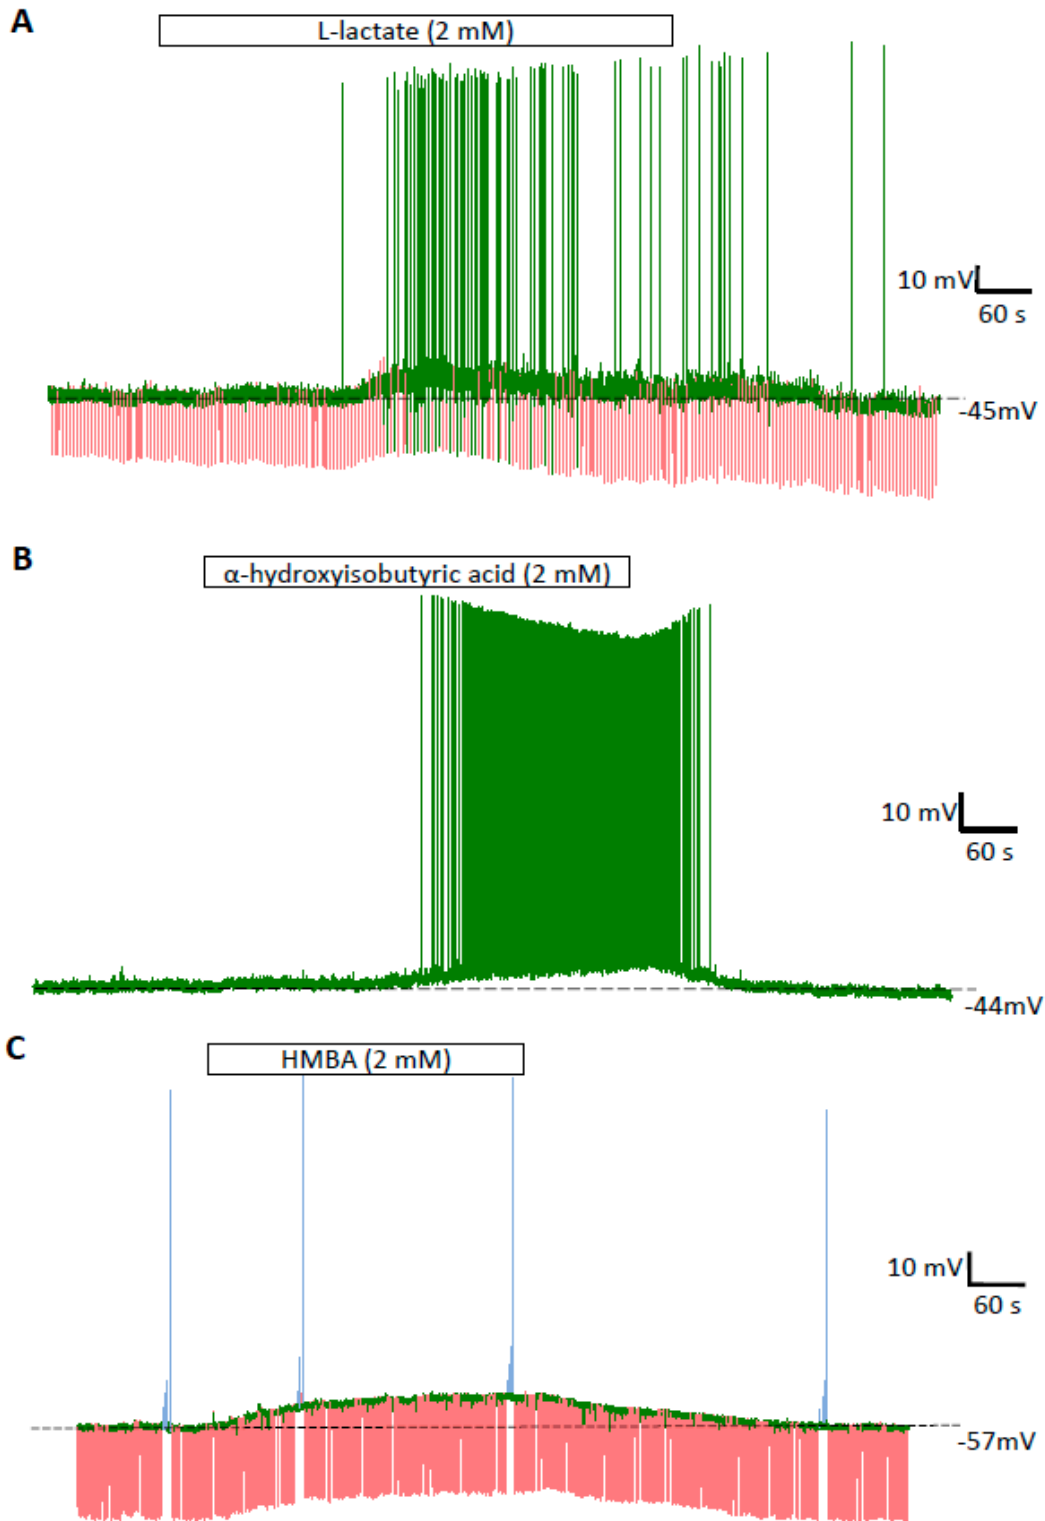 A
L-lactate (2 mM)
10 mV
60 s
-45mV
B
α-hydroxyisobutyric acid (2 mM)
10 mV
60 s
-44mV
C
HMBA (2 mM)
10 mV
60 s
-57mV